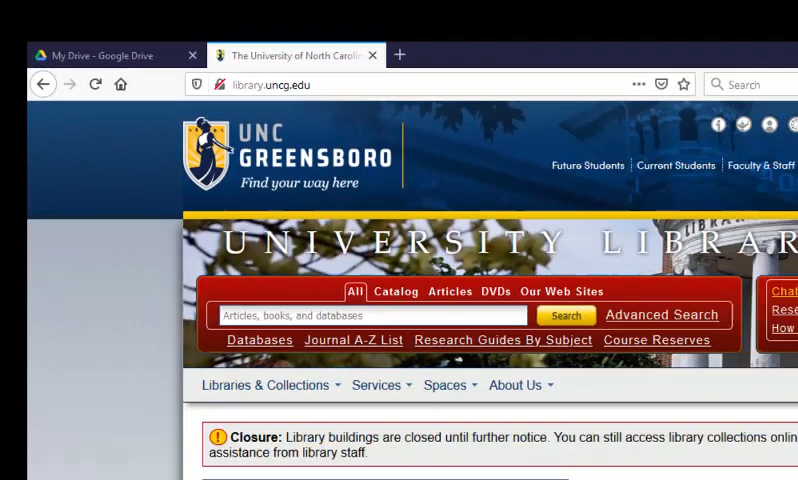 My Drive - Google Drive
The University of North Carolin
library.uncg.edu
Search
UNC
GREENSBORO
Find your way here
Future Students
Current Students
Faculty & Staff
UNIVERSITY LIBRAR
LIBRAR
All Catalog Articles DVDs Our Web Sites
Articles, books, and databases
Search
Advanced Search
Databases Journal A-Z List Research Guides By Subject Course Reserves
Chat
Rese
How
Libraries & Collections Services Spaces About Us
Closure: Library buildings are closed until further notice. You can still access library collections onlin
assistance from library staff.